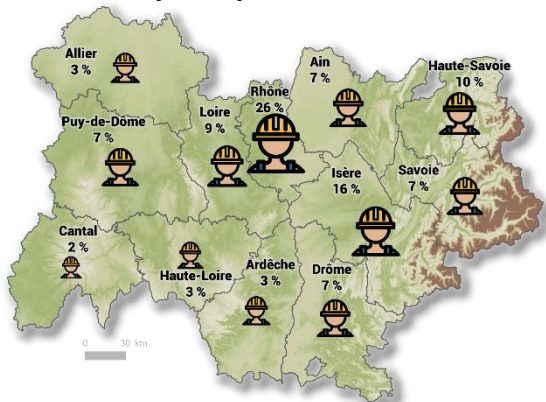 Allier
3 %
Ain
7 %
Haute-Savoie
10 %
Rhône
26 %
Loire
9 %
Puy-de-Dôme
7 %
Isère
16 %
Savoie
7 %
Cantal
2 %
Haute-Loire
3 %
Ardêche
3 %
Drôme
7 %
0 30 km